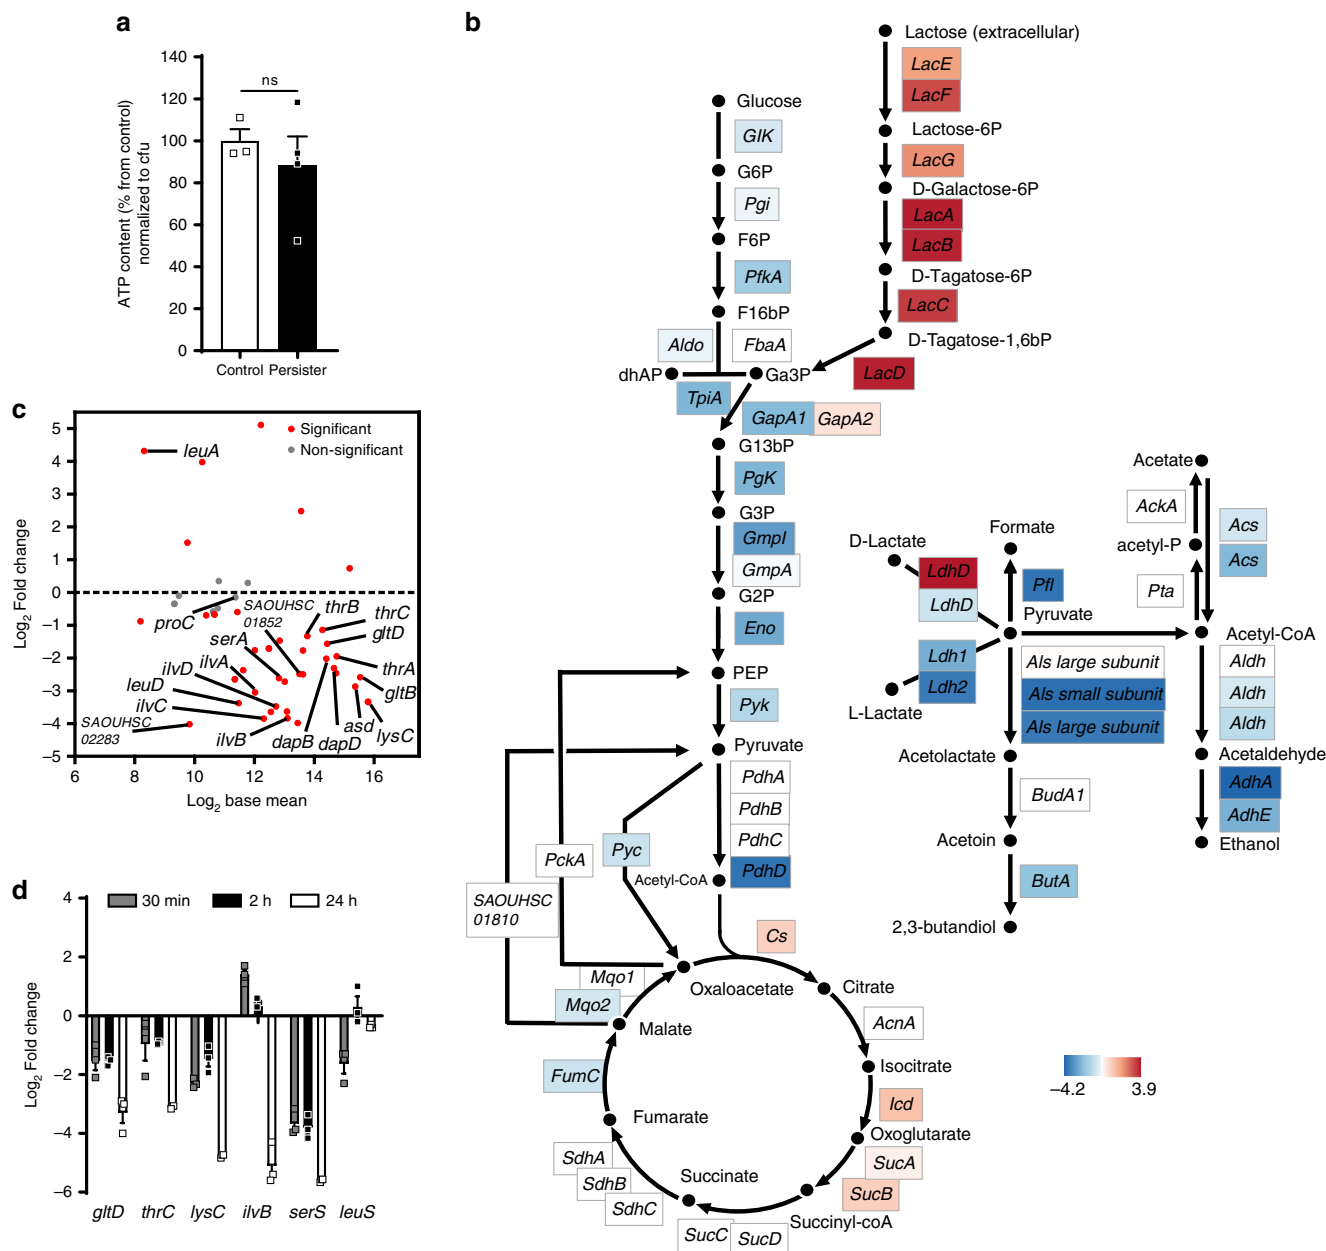 a
140
120
100
80
60
40
20
0
ATP content (% from control)
normalized to cfu
ns
Control
Persister
b
Lactose (extracellular)
LacE
LacF
Lactose-6P
LacG
D-Galactose-6P
LacA
LacB
D-Tagatose-6P
LacC
D-Tagatose-1,6bP
LacD
Glucose
GlK
G6P
Pgi
F6P
PfkA
F16bP
Aldo
FbaA
dhAP
Ga3P
TpiA
GapA1
GapA2
G13bP
PgK
G3P
GmpI
GmpA
G2P
Eno
PEP
Pyk
Pyruvate
PdhA
PdhB
PdhC
PdhD
Pyc
PckA
SAOUHSC
01810
Acetyl-CoA
Cs
Mqo1
Mqo2
Oxaloacetate
Citrate
Malate
AcnA
Isocitrate
FumC
Icd
Fumarate
Oxoglutarate
SdhA
SdhB
SdhC
Succinate
SucA
SucB
Succinyl-coA
SucC
SucD
D-Lactate
LdhD
LdhD
Ldh1
Ldh2
L-Lactate
Formate
Pfl
Pyruvate
Als large subunit
Als small subunit
Als large subunit
Acetolactate
BudA1
Acetoin
ButA
2,3-butandiol
Acetate
AckA
Acs
Acs
acetyl-P
Pta
Acetyl-CoA
Aldh
Aldh
Aldh
Acetaldehyde
AdhA
AdhE
Ethanol
−4.2
3.9
c
5
4
3
2
1
0
−1
−2
−3
−4
−5
Log2 Fold change
6
8
10
12
14
16
Log2 base mean
Significant
Non-significant
leuA
proC
SAOUHSC
01852
thrB
thrC
gltD
serA
ilvA
ilvD
thrA
leuD
gltB
ilvC
SAOUHSC
02283
ilvB
dapB
dapD
asd
lysC
d
4
2
0
−2
−4
−6
Log2 Fold change
30 min
2 h
24 h
gltD
thrC
lysC
ilvB
serS
leuS